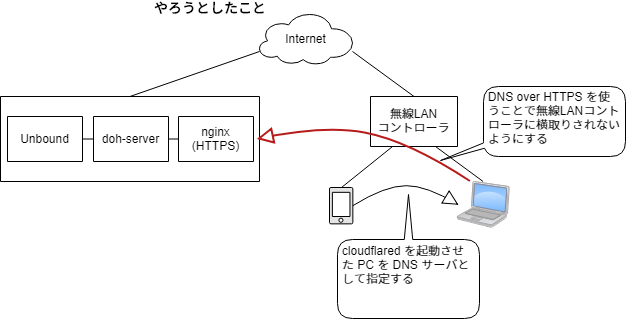 やろうとしたこと
Internet
無線LAN
コントローラ
DNS over HTTPS を使
うことで無線LANコント
ローラに横取りされない
ようにする
Unbound
doh-server
nginx
(HTTPS)
cloudflared を起動させ
た PC を DNS サーバと
して指定する